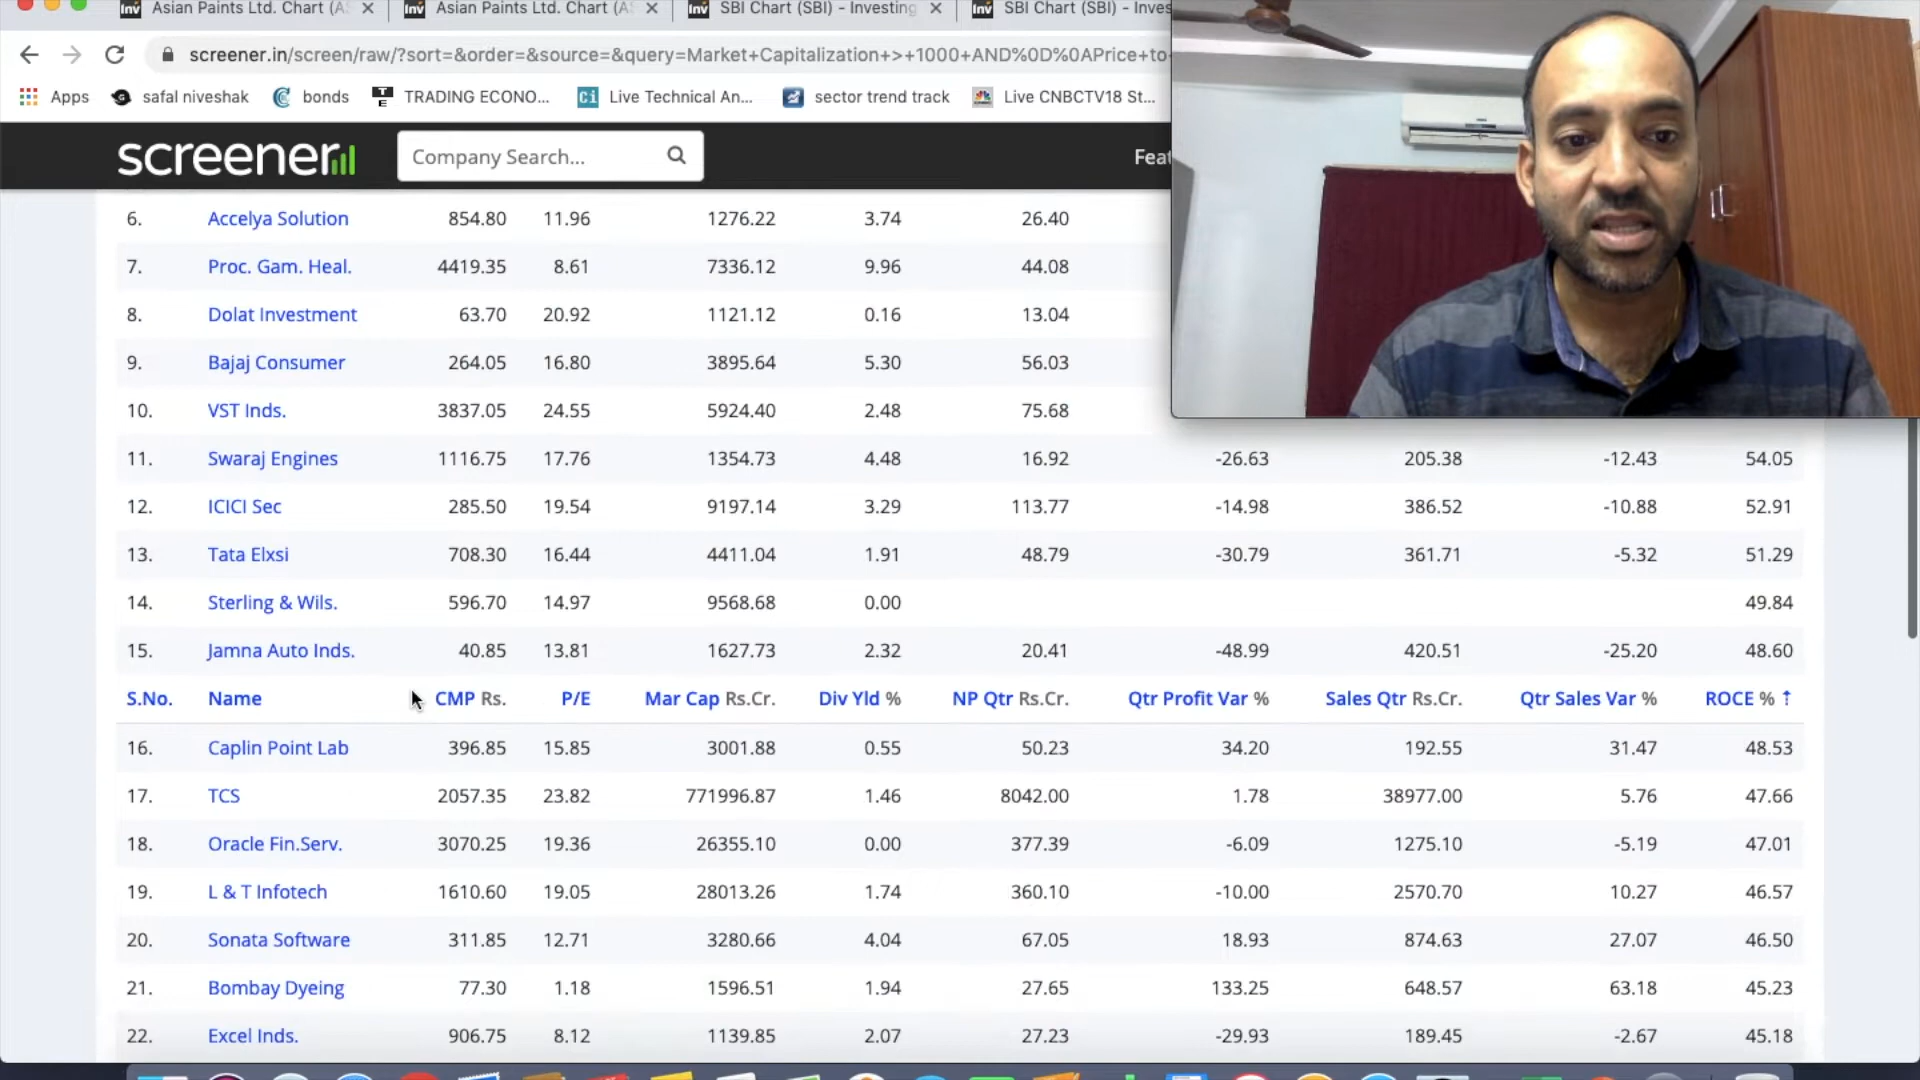 Asian Paints Ltd. Chart (AS Asian Paints Ltd. Chart (AS SBI Chart (SBI) - Investing SBI Chart (SBI) - Inves
screener.in/screen/raw/?sort=&order=&source=&query=Market+Capitalization+>+1000+AND%0D%0APrice+to
Apps safal niveshak bonds TRADING ECONO... Live Technical An... sector trend track Live CNBCTV18 St...
screener Company Search... Feat
6. Accelya Solution 854.80 11.96 1276.22 3.74 26.40
7. Proc. Gam. Heal. 4419.35 8.61 7336.12 9.96 44.08
8. Dolat Investment 63.70 20.92 1121.12 0.16 13.04
9. Bajaj Consumer 264.05 16.80 3895.64 5.30 56.03
10. VST Inds. 3837.05 24.55 5924.40 2.48 75.68
11. Swaraj Engines 1116.75 17.76 1354.73 4.48 16.92 -26.63 205.38 -12.43 54.05
12. ICICI Sec 285.50 19.54 9197.14 3.29 113.77 -14.98 386.52 -10.88 52.91
13. Tata Elxsi 708.30 16.44 4411.04 1.91 48.79 -30.79 361.71 -5.32 51.29
14. Sterling & Wils. 596.70 14.97 9568.68 0.00 49.84
15. Jamna Auto Inds. 40.85 13.81 1627.73 2.32 20.41 -48.99 420.51 -25.20 48.60
S.No. Name CMP Rs. P/E Mar Cap Rs.Cr. Div Yld % NP Qtr Rs.Cr. Qtr Profit Var % Sales Qtr Rs.Cr. Qtr Sales Var % ROCE % ↑
16. Caplin Point Lab 396.85 15.85 3001.88 0.55 50.23 34.20 192.55 31.47 48.53
17. TCS 2057.35 23.82 771996.87 1.46 8042.00 1.78 38977.00 5.76 47.66
18. Oracle Fin.Serv. 3070.25 19.36 26355.10 0.00 377.39 -6.09 1275.10 -5.19 47.01
19. L & T Infotech 1610.60 19.05 28013.26 1.74 360.10 -10.00 2570.70 10.27 46.57
20. Sonata Software 311.85 12.71 3280.66 4.04 67.05 18.93 874.63 27.07 46.50
21. Bombay Dyeing 77.30 1.18 1596.51 1.94 27.65 133.25 648.57 63.18 45.23
22. Excel Inds. 906.75 8.12 1139.85 2.07 27.23 -29.93 189.45 -2.67 45.18